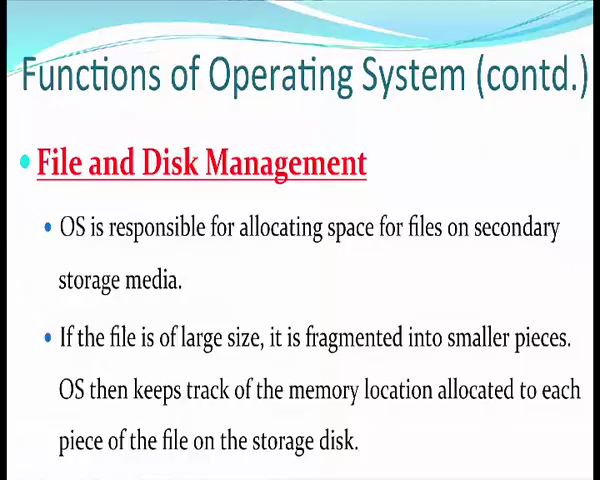 Functions of Operating System (contd.)
• File and Disk Management
• OS is responsible for allocating space for files on secondary
storage media.
• If the file is of large size, it is fragmented into smaller pieces.
OS then keeps track of the memory location allocated to each
piece of the file on the storage disk.